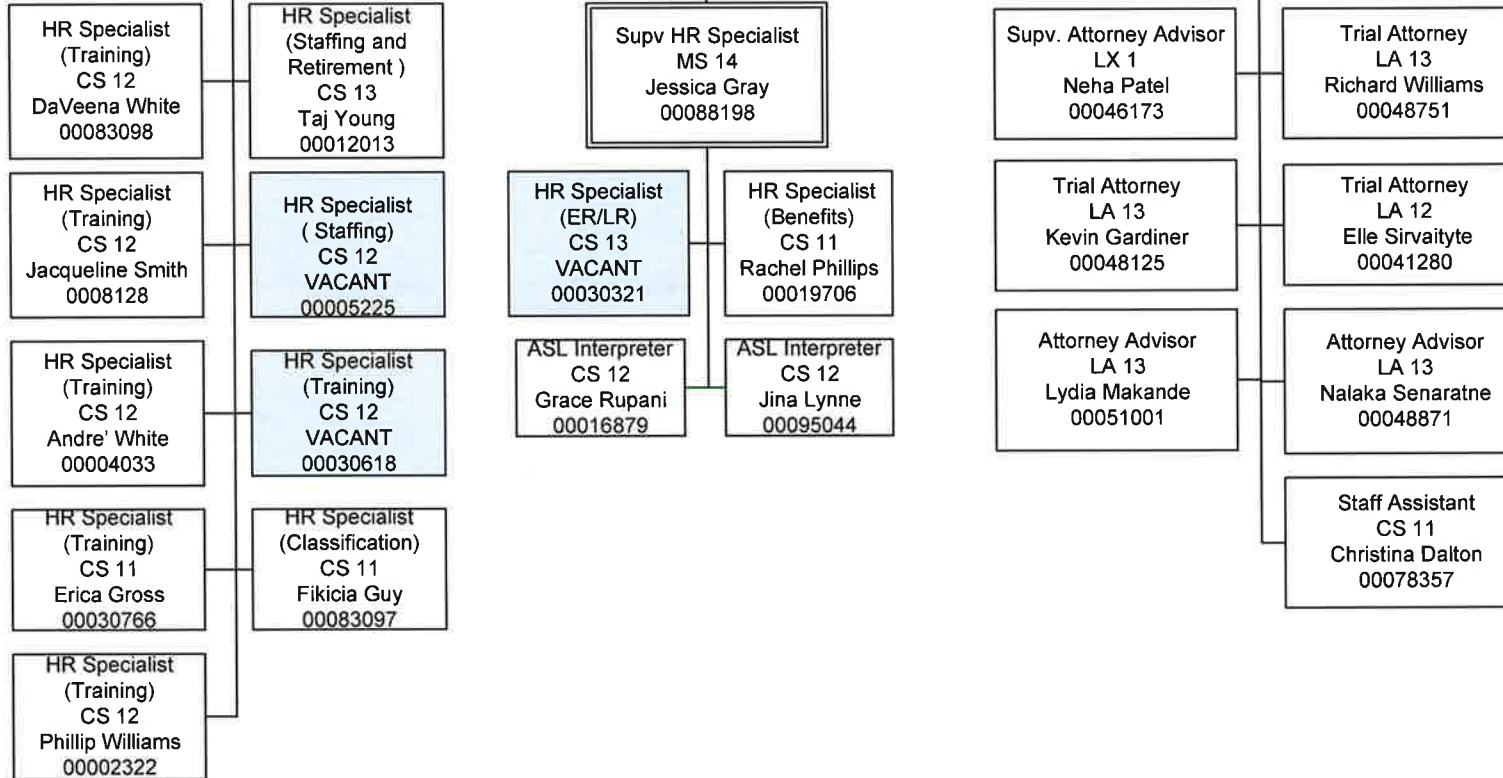 HR Specialist
(Training)
CS 12
DaVeena White
00083098
HR Specialist
(Staffing and
Retirement )
CS 13
Taj Young
00012013
HR Specialist
(Training)
CS 12
Jacqueline Smith
0008128
HR Specialist
( Staffing)
CS 12
VACANT
00005225
HR Specialist
(Training)
CS 12
Andre' White
00004033
HR Specialist
(Training)
CS 12
VACANT
00030618
HR Specialist
(Training)
CS 11
Erica Gross
00030766
HR Specialist
(Classification)
CS 11
Fikicia Guy
00083097
HR Specialist
(Training)
CS 12
Phillip Williams
00002322
Supv HR Specialist
MS 14
Jessica Gray
00088198
HR Specialist
(ER/LR)
CS 13
VACANT
00030321
HR Specialist
(Benefits)
CS 11
Rachel Phillips
00019706
ASL Interpreter
CS 12
Grace Rupani
00016879
ASL Interpreter
CS 12
Jina Lynne
00095044
Supv. Attorney Advisor
LX 1
Neha Patel
00046173
Trial Attorney
LA 13
Richard Williams
00048751
Trial Attorney
LA 13
Kevin Gardiner
00048125
Trial Attorney
LA 12
Elle Sirvaityte
00041280
Attorney Advisor
LA 13
Lydia Makande
00051001
Attorney Advisor
LA 13
Nalaka Senaratne
00048871
Staff Assistant
CS 11
Christina Dalton
00078357